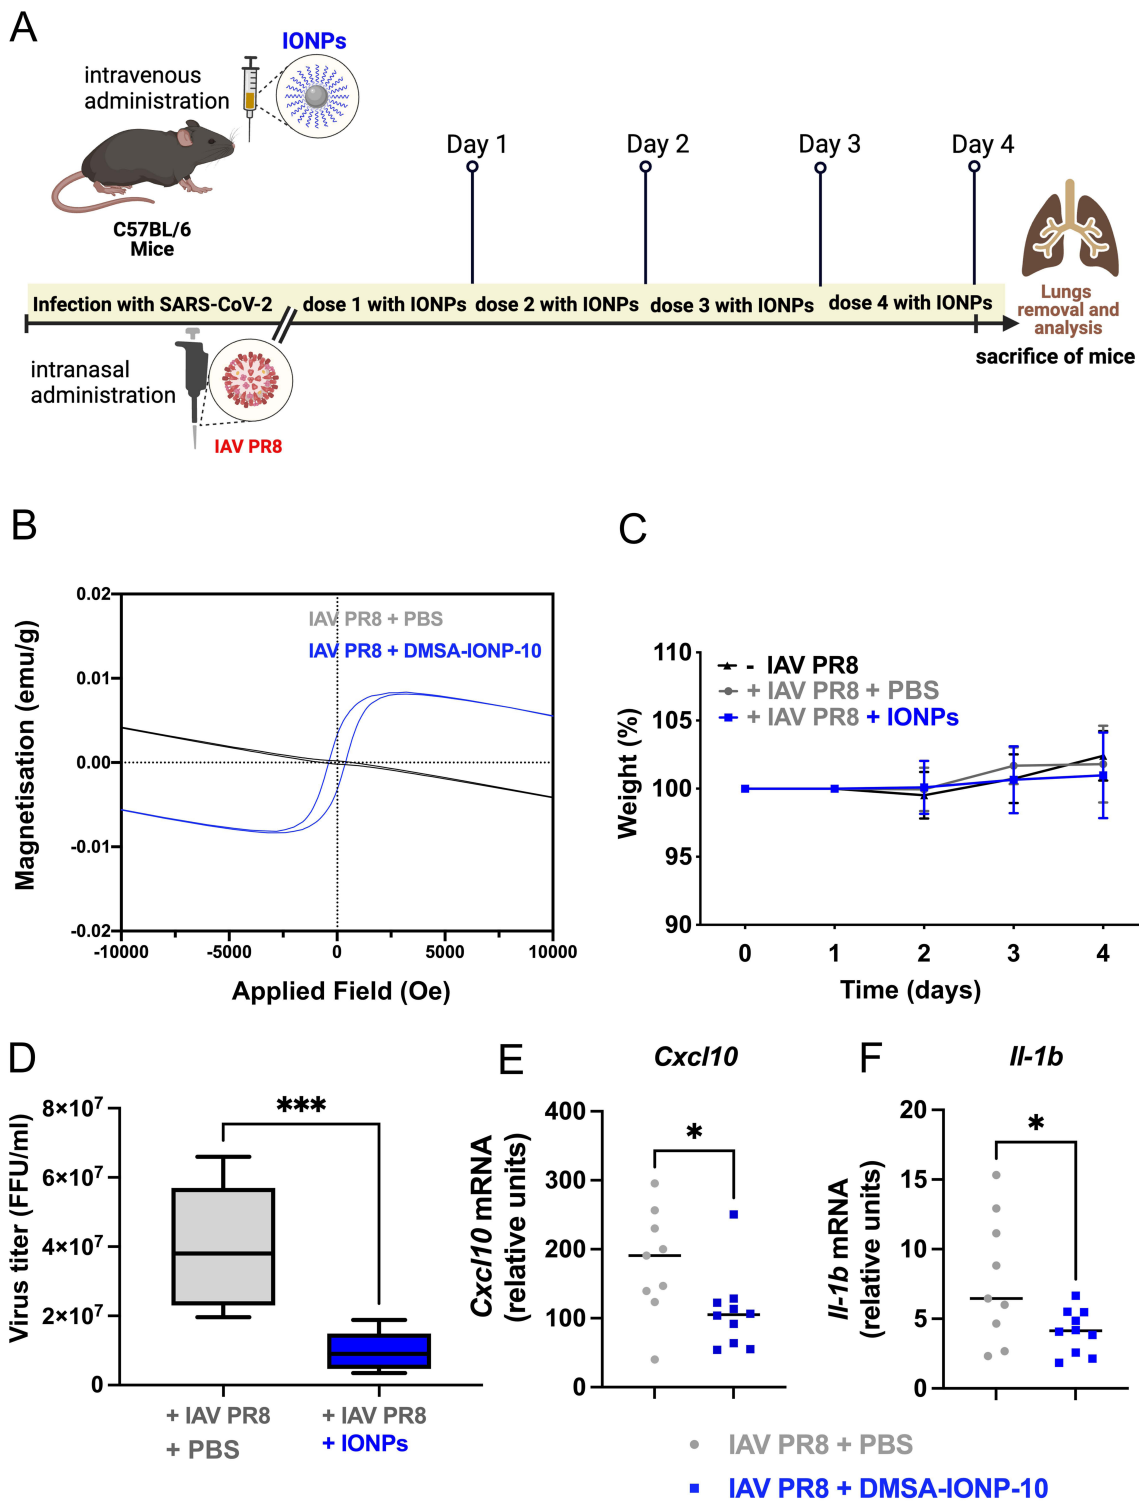 A
IONPs
intravenous
administration
C57BL/6
Mice
Day 1
Day 2
Day 3
Day 4
Infection with SARS-CoV-2
dose 1 with IONPs
dose 2 with IONPs
dose 3 with IONPs
dose 4 with IONPs
Lungs
removal and
analysis
sacrifice of mice
intranasal
administration
IAV PR8
B
Magnetisation (emu/g)
0.02
0.01
0.00
-0.01
-0.02
IAV PR8 + PBS
IAV PR8 + DMSA-IONP-10
-10000
-5000
0
5000
10000
Applied Field (Oe)
C
Weight (%)
110
105
100
95
90
- IAV PR8
+ IAV PR8 + PBS
+ IAV PR8 + IONPs
0
1
2
3
4
Time (days)
D
Virus titer (FFU/ml)
8×10⁷
6×10⁷
4×10⁷
2×10⁷
0
***
+ IAV PR8
+ PBS
+ IAV PR8
+ IONPs
E
Cxcl10
Cxcl10 mRNA
(relative units)
400
300
200
100
0
*
F
Il-1b
Il-1b mRNA
(relative units)
20
15
10
5
0
*
IAV PR8 + PBS
IAV PR8 + DMSA-IONP-10